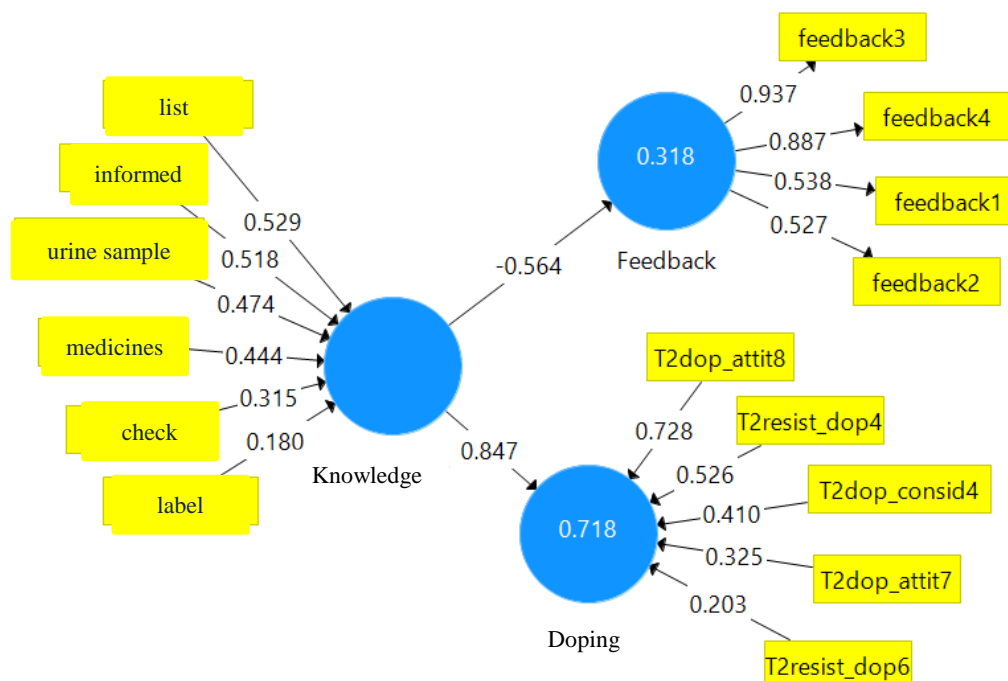 list
informed
urine sample
medicines
check
label
0.529
0.518
0.474
0.444
0.315
0.180
Knowledge
-0.564
0.847
0.318
Feedback
0.937
0.887
0.538
0.527
feedback3
feedback4
feedback1
feedback2
0.718
Doping
0.728
0.526
0.410
0.325
0.203
T2dop_attit8
T2resist_dop4
T2dop_consid4
T2dop_attit7
T2resist_dop6